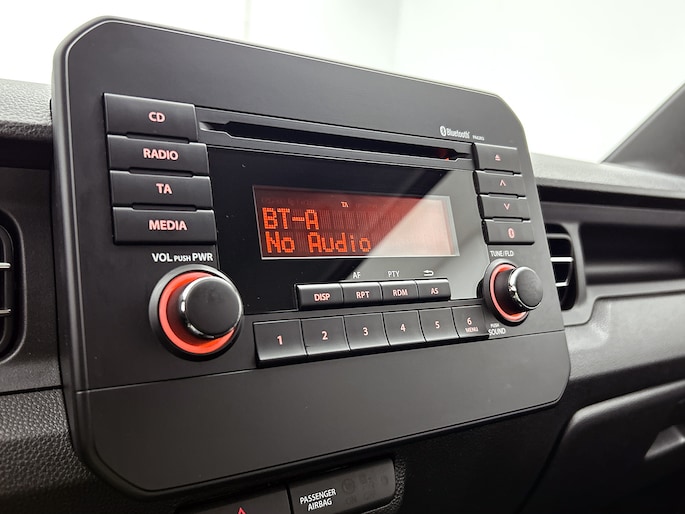 CD
RADIO
TA
MEDIA
Bluetooth
TA
BT-A
No Audio
VOL PUSH PWR
TUNE/FLD
AF
PTY
DISP
RPT
RDM
AS
1
2
3
4
5
6
MENU
PUSH
SOUND
PASSENGER
AIRBAG